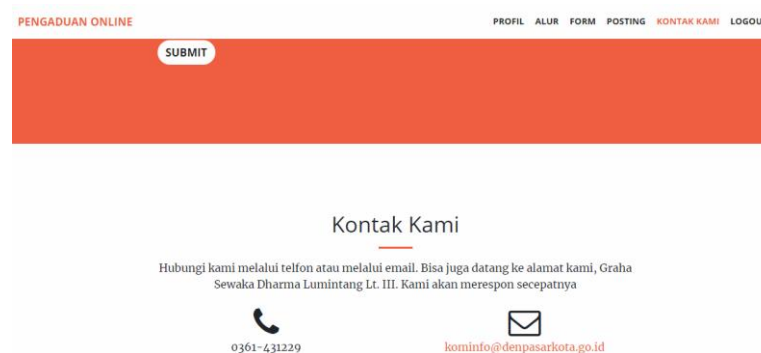 PENGADUAN ONLINE
PROFIL ALUR FORM POSTING KONTAK KAMI LOGOU
SUBMIT
Kontak Kami
Hubungi kami melalui telfon atau melalui email. Bisa juga datang ke alamat kami, Graha
Sewaka Dharma Lumintang Lt. III. Kami akan merespon secepatnya
0361-431229
kominfo@denpasarkota.go.id